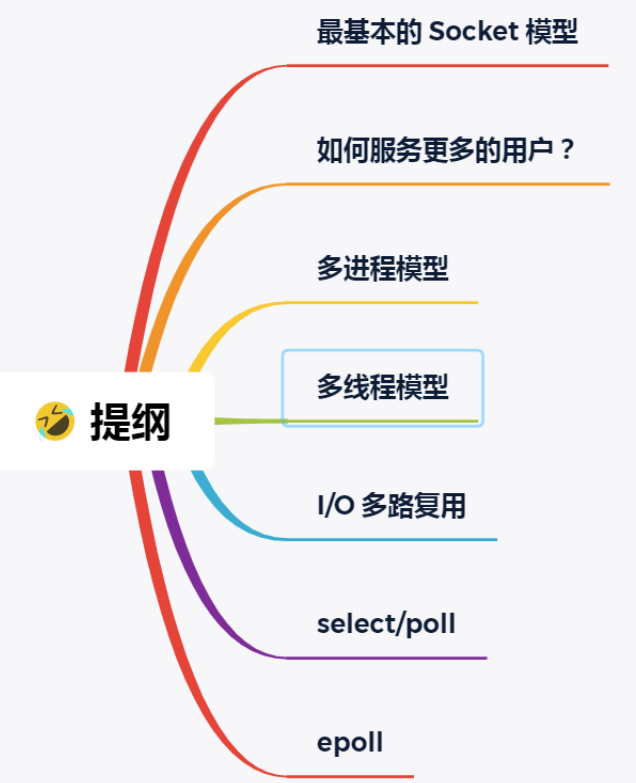 最基本的 Socket 模型
如何服务更多的用户？
多进程模型
多线程模型
提纲
I/O 多路复用
select/poll
epoll